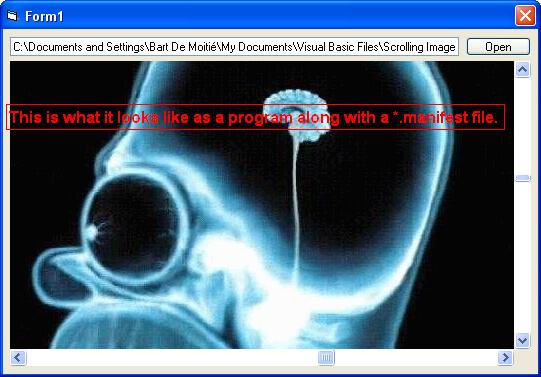 Form1
C:\Documents and Settings\Bart De Moitié\My Documents\Visual Basic Files\Scrolling Image
Open
This is what it looks like as a program along with a *.manifest file.